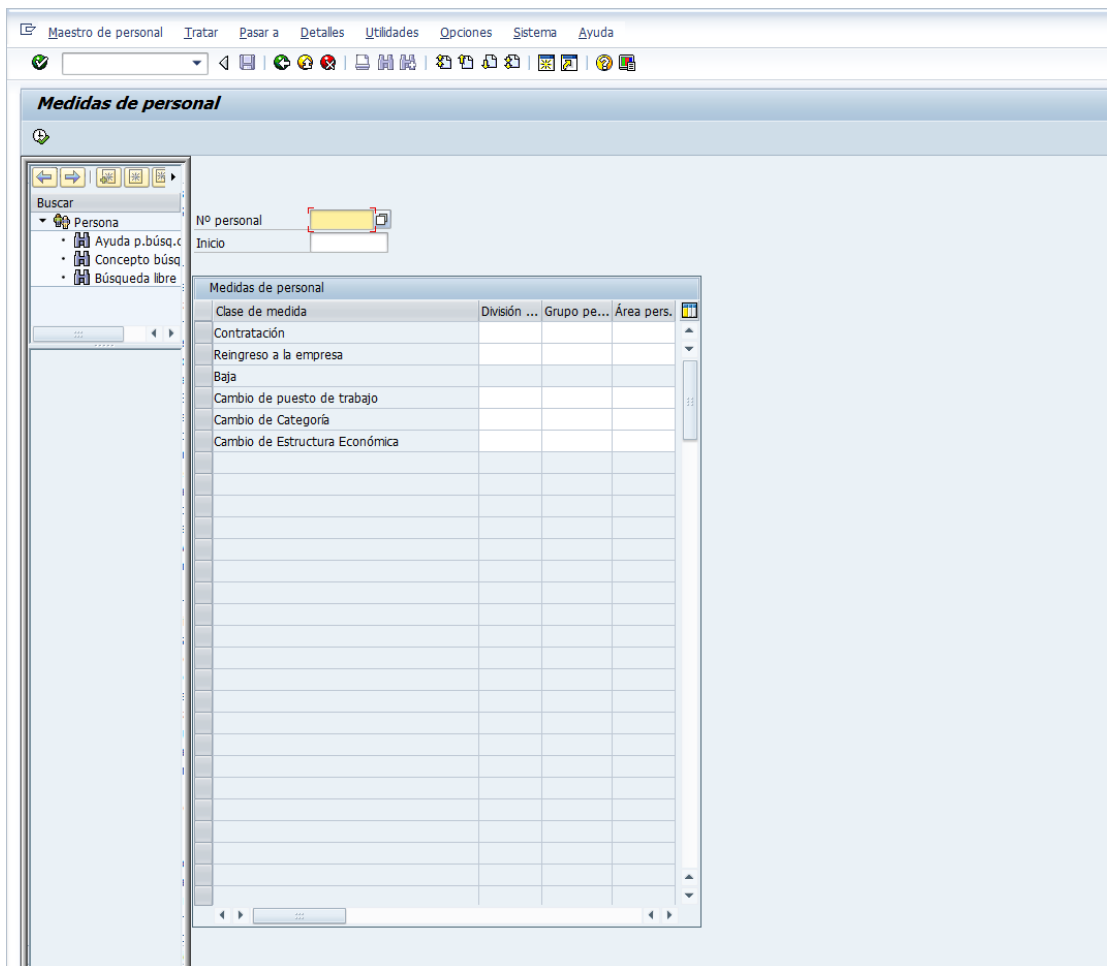 Maestro de personal Tratar Pasar a Detalles Utilidades Opciones Sistema Ayuda
Medidas de personal
Buscar
Persona
Ayuda p.búsq.c
Concepto búsq
Búsqueda libre
Nº personal
Inicio
Medidas de personal
Clase de medida División ... Grupo pe... Área pers.
Contratación
Reingreso a la empresa
Baja
Cambio de puesto de trabajo
Cambio de Categoría
Cambio de Estructura Económica